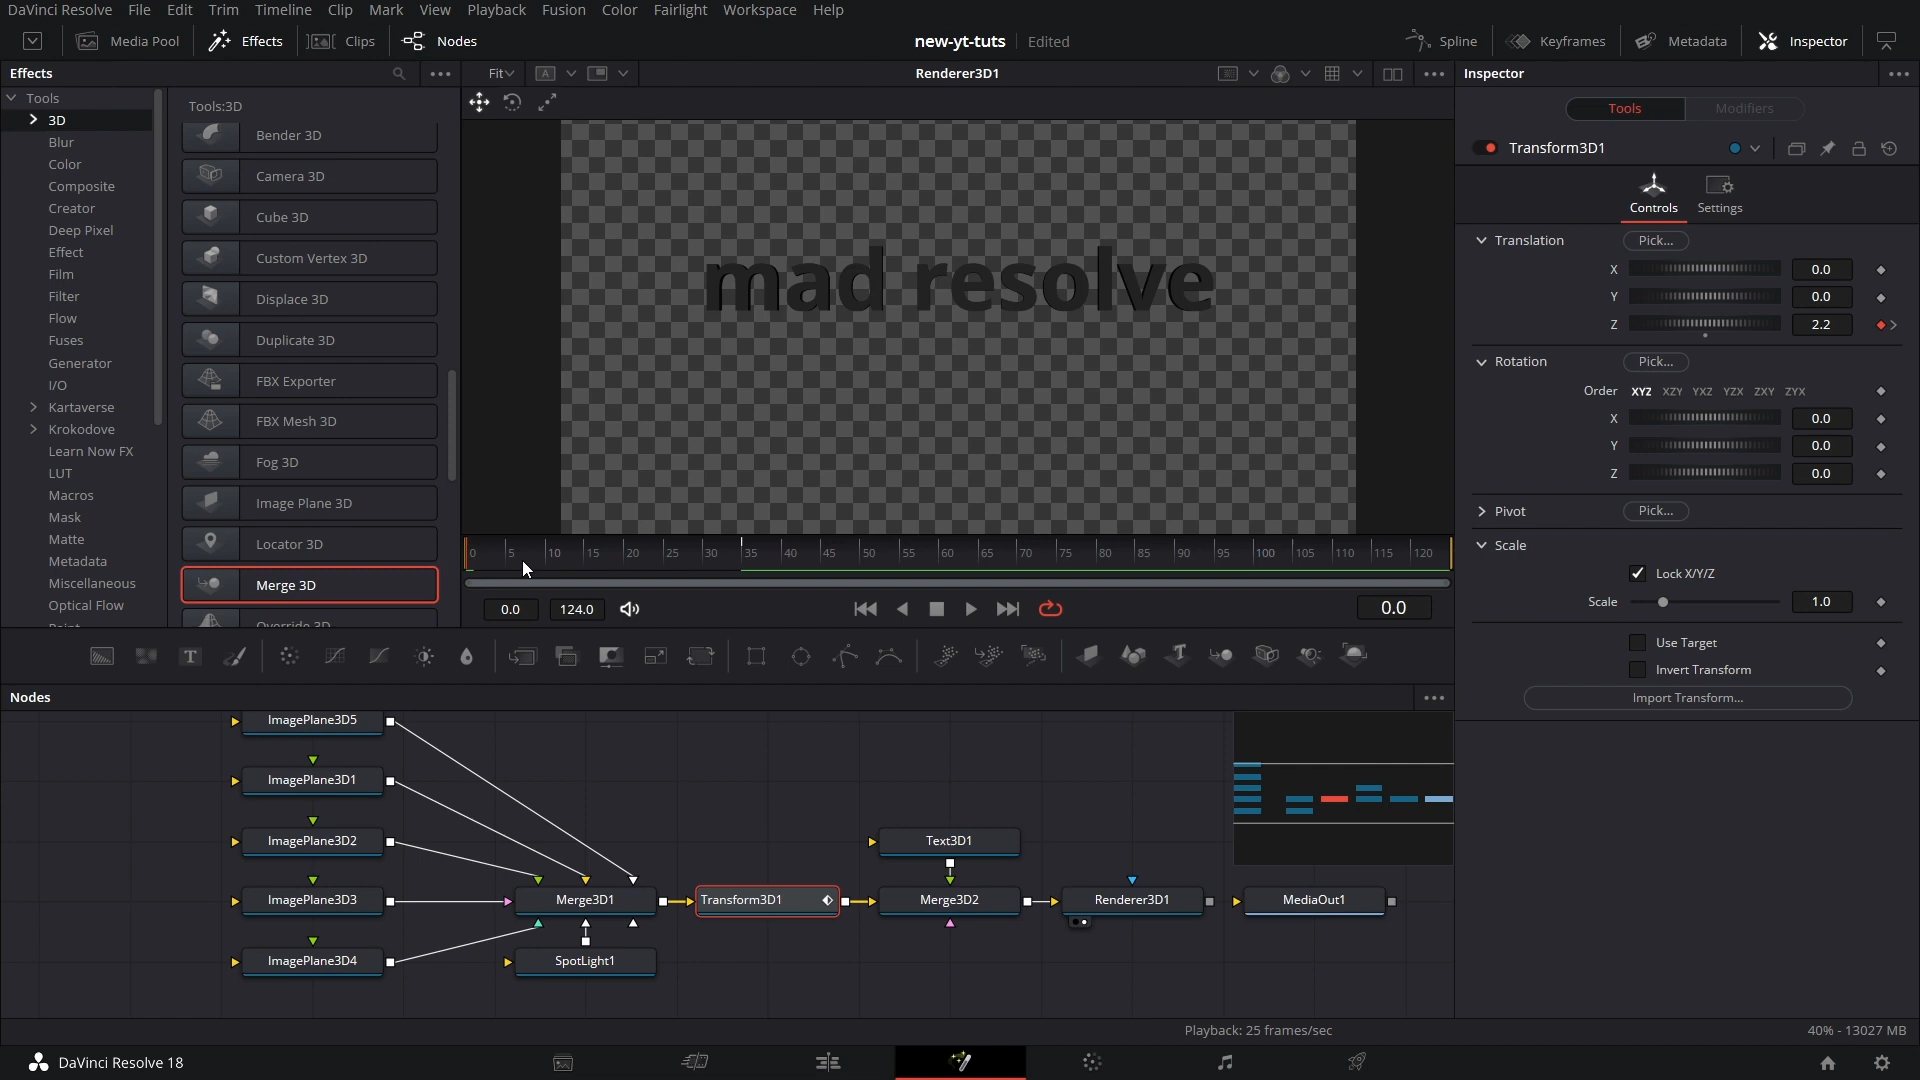 DaVinci Resolve File Edit Trim Timeline Clip Mark View Playback Fusion Color Fairlight Workspace Help
Media Pool Effects Clips Nodes new-yt-tuts Edited Spline Keyframes Metadata Inspector
Effects Fit A Renderer3D1 Inspector
Tools
3D
Blur
Color
Composite
Creator
Deep Pixel
Effect
Film
Filter
Flow
Fuses
Generator
I/O
Kartaverse
Krokodove
Learn Now FX
LUT
Macros
Mask
Matte
Metadata
Miscellaneous
Optical Flow
Tools:3D
Bender 3D
Camera 3D
Cube 3D
Custom Vertex 3D
Displace 3D
Duplicate 3D
FBX Exporter
FBX Mesh 3D
Fog 3D
Image Plane 3D
Locator 3D
Merge 3D
Override 3D
mad resolve
0 5 10 15 20 25 30 35 40 45 50 55 60 65 70 75 80 85 90 95 100 105 110 115 120
0.0 124.0 0.0
Tools Modifiers
Transform3D1
Controls Settings
Translation Pick...
X 0.0
Y 0.0
Z 2.2
Rotation Pick...
Order XYZ XZY YXZ YZX ZXY ZYX
X 0.0
Y 0.0
Z 0.0
Pivot Pick...
Scale
Lock X/Y/Z
Scale 1.0
Use Target
Invert Transform
Import Transform...
Nodes
ImagePlane3D5
ImagePlane3D1
ImagePlane3D2 Text3D1
ImagePlane3D3 Merge3D1 Transform3D1 Merge3D2 Renderer3D1 MediaOut1
ImagePlane3D4 SpotLight1
Playback: 25 frames/sec 40% - 13027 MB
DaVinci Resolve 18